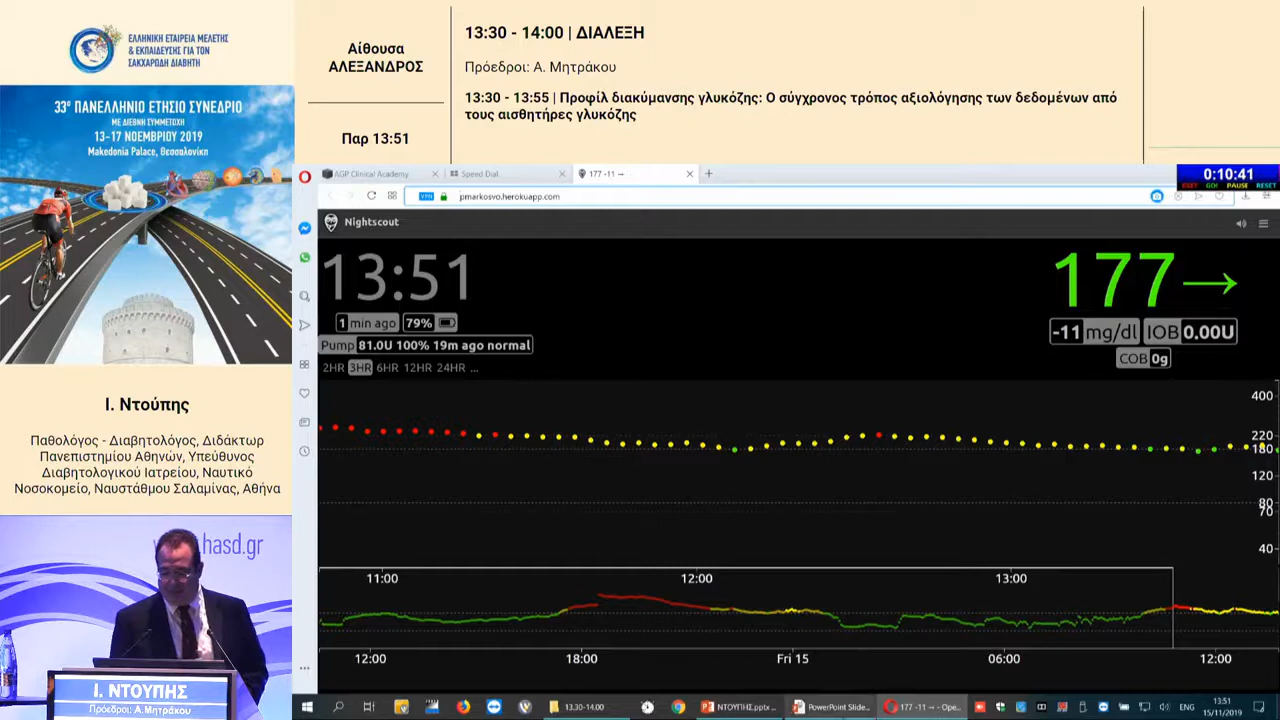 ΕΛΛΗΝΙΚΗ ΕΤΑΙΡΕΙΑ ΜΕΛΕΤΗΣ
& ΕΚΠΑΙΔΕΥΣΗΣ ΓΙΑ ΤΟΝ
ΣΑΚΧΑΡΩΔΗ ΔΙΑΒΗΤΗ
33ο ΠΑΝΕΛΛΗΝΙΟ ΕΤΗΣΙΟ ΣΥΝΕΔΡΙΟ
ΜΕ ΔΙΕΘΝΗ ΣΥΜΜΕΤΟΧΗ
13-17 ΝΟΕΜΒΡΙΟΥ 2019
Makedonia Palace, Θεσσαλονίκη
Αίθουσα
ΑΛΕΞΑΝΔΡΟΣ
Παρ 13:51
13:30 - 14:00 | ΔΙΑΛΕΞΗ
Πρόεδροι: Α. Μητράκου
13:30 - 13:55 | Προφίλ διακύμανσης γλυκόζης: Ο σύγχρονος τρόπος αξιολόγησης των δεδομένων από
τους αισθητήρες γλυκόζης
Ι. Ντούπης
Παθολόγος - Διαβητολόγος, Διδάκτωρ
Πανεπιστημίου Αθηνών, Υπεύθυνος
Διαβητολογικού Ιατρείου, Ναυτικό
Νοσοκομείο, Ναυστάθμου Σαλαμίνας, Αθήνα
hasd.gr
Ι. ΝΤΟΥΠΗΣ
Πρόεδροι: Α.Μητράκου
AGP Clinical Academy
Speed Dial
177 -11 →
0:10:41
EXIT GO! PAUSE RESET
VPN
pmarkosvo.herokuapp.com
Nightscout
13:51
1 min ago 79%
Pump 81.0U 100% 19m ago normal
2HR 3HR 6HR 12HR 24HR ...
177→
-11 mg/dl IOB 0.00U
COB 0g
400
220
180
120
80
70
40
11:00 12:00 13:00
12:00 18:00 Fri 15 06:00 12:00
13.30-14.00
ΝΤΟΥΠΗΣ.pptx ...
PowerPoint Slide...
177 -11 → - Ope...
ENG
13:51
15/11/2019